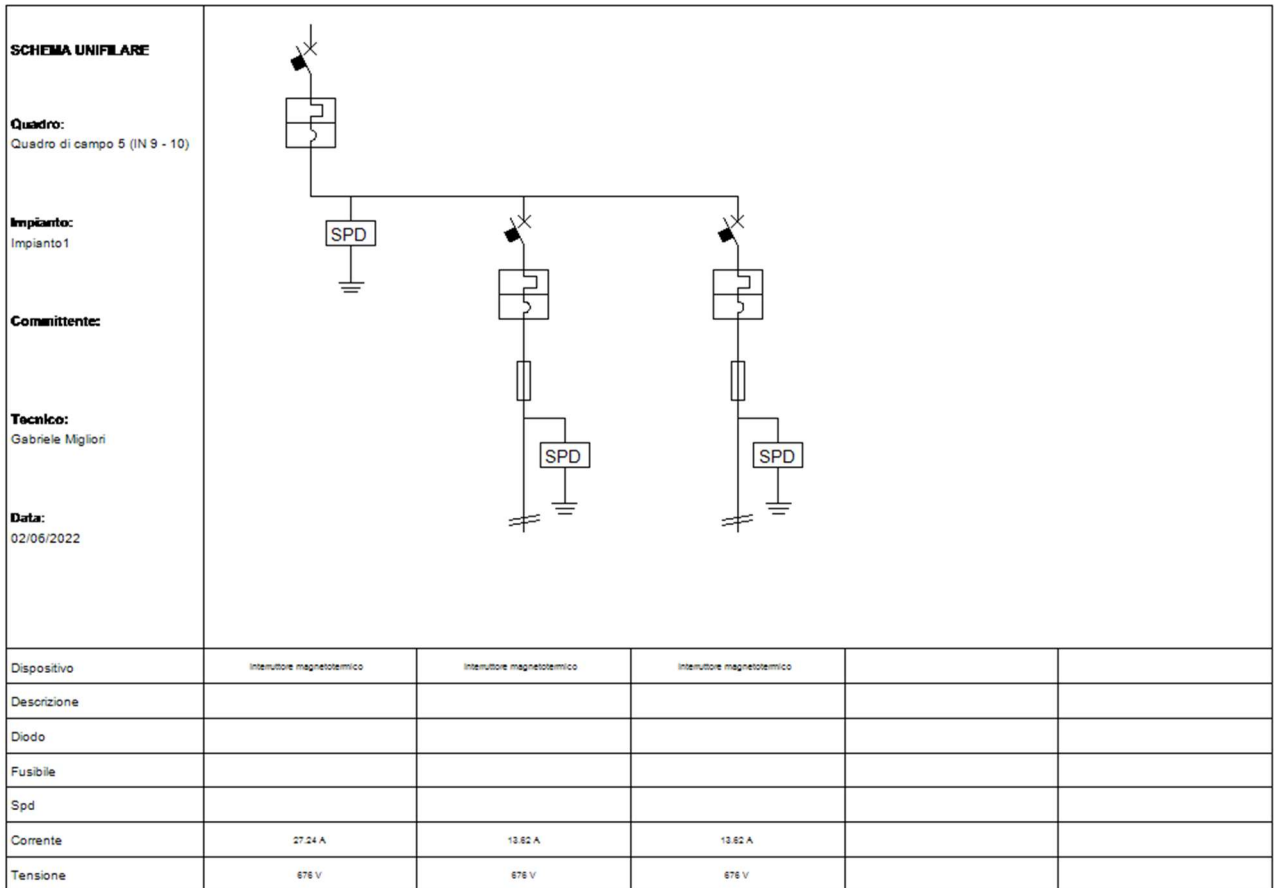 SCHEMA UNIFILARE
Quadro:
Quadro di campo 5 (IN 9 - 10)
Impianto:
Impianto1
Committente:
Tecnico:
Gabriele Migliori
Data:
02/06/2022
SPD
SPD
SPD
Dispositivo Interruttore magnetotermico Interruttore magnetotermico Interruttore magnetotermico
Descrizione
Diodo
Fusibile
Spd
Corrente 27.24 A 13.62 A 13.62 A
Tensione 676 V 676 V 676 V